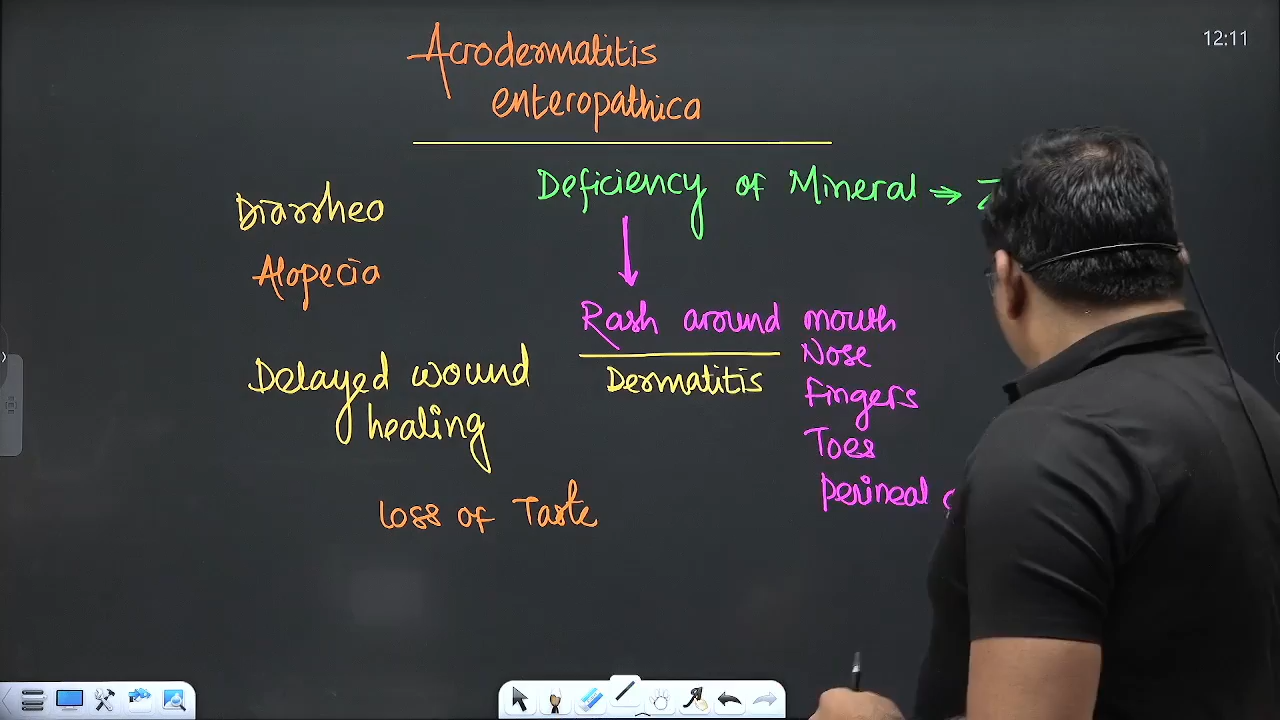 12:11
Acrodermatitis
enteropathica
Deficiency of Mineral ⇒
Diarrhea
Alopecia
Rash around mouth
Nose
Dermatitis
Fingers
Delayed wound
healing
Toes
Perineal
Loss of Taste